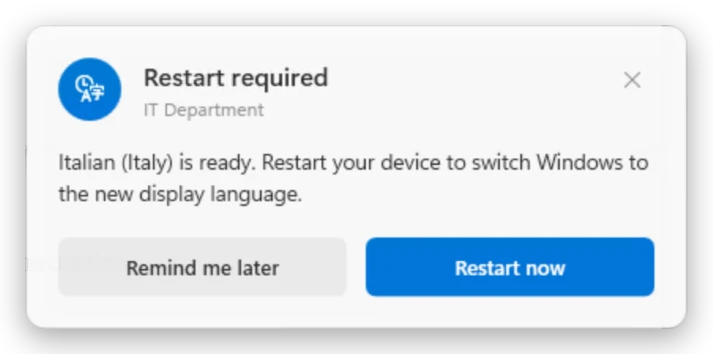 Restart required
IT Department
Italian (Italy) is ready. Restart your device to switch Windows to
the new display language.
Remind me later
Restart now